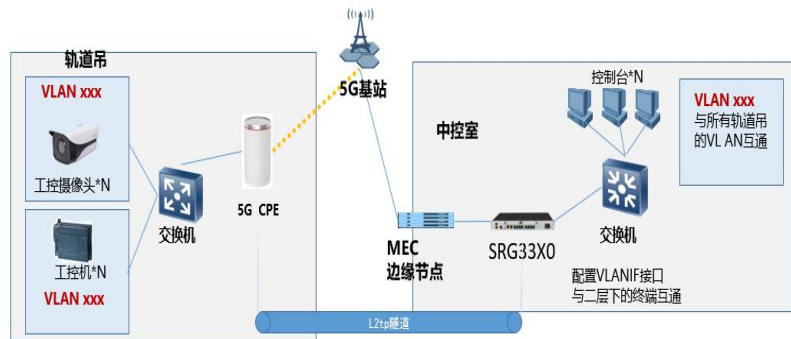 轨道吊
VLAN xxx
工控摄像头*N
工控机*N
VLAN xxx
交换机
5G CPE
5G基站
MEC
边缘节点
中控室
SRG33X0
控制台*N
交换机
配置VLANIF接口
与二层下的终端互通
VLAN xxx
与所有轨道吊
的VL AN互通
L2tp隧道